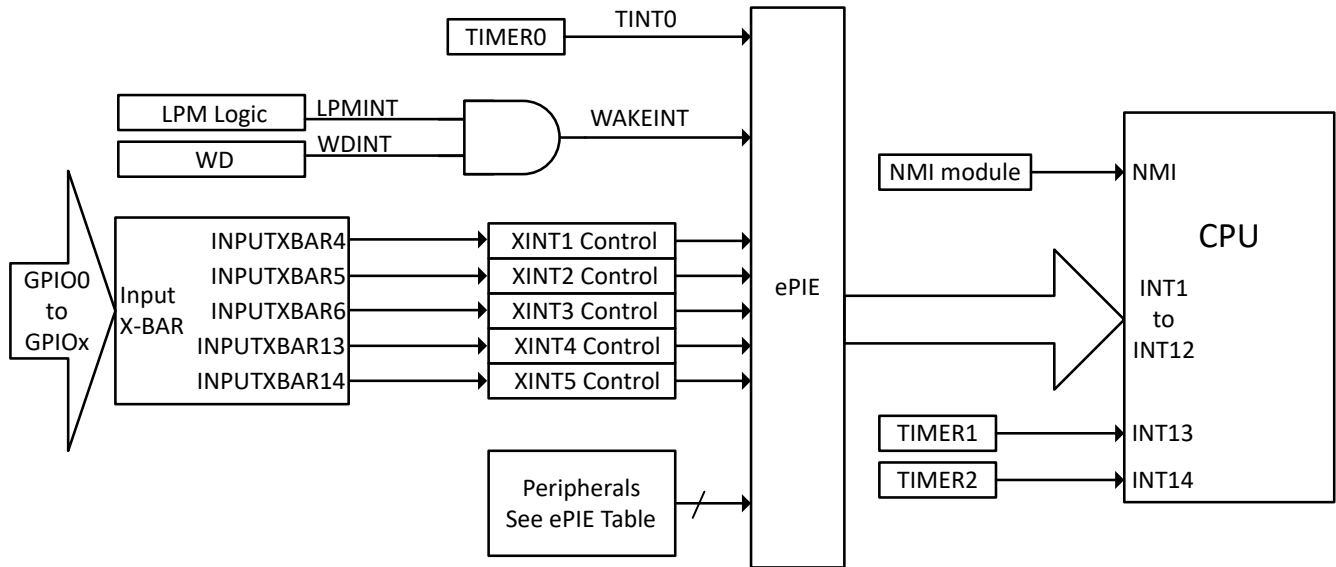 TIMER0
TINT0
LPM Logic
LPMINT
WD
WDINT
WAKEINT
GPIO0
to
GPIOx
Input
X-BAR
INPUTXBAR4
INPUTXBAR5
INPUTXBAR6
INPUTXBAR13
INPUTXBAR14
XINT1 Control
XINT2 Control
XINT3 Control
XINT4 Control
XINT5 Control
Peripherals
See ePIE Table
ePIE
NMI module
NMI
CPU
INT1
to
INT12
TIMER1
INT13
TIMER2
INT14